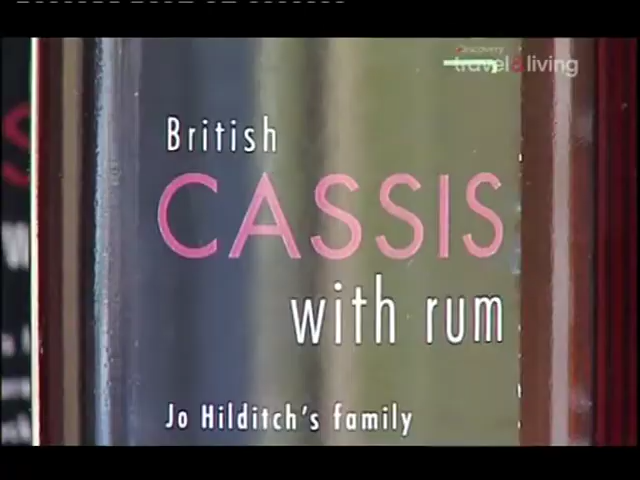 Discovery
travel&living
British
CASSIS
with rum
Jo Hilditch's family